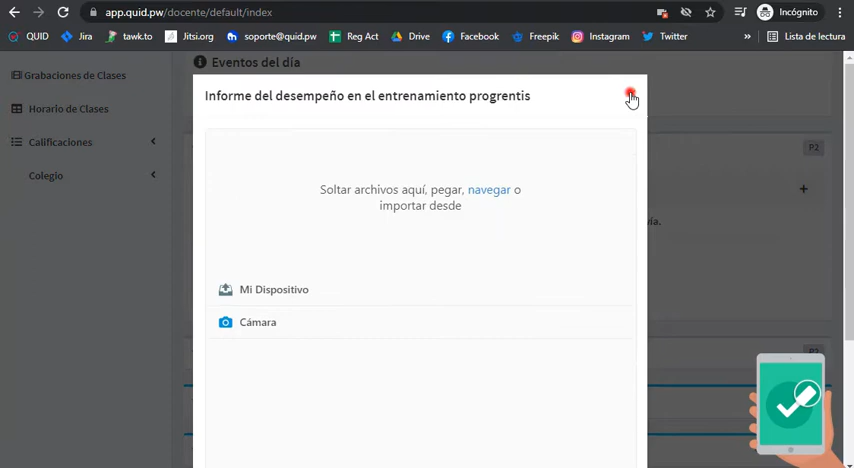 app.quid.pw/docente/default/index
Incógnito
QUID
Jira
tawk.to
Jitsi.org
soporte@quid.pw
Reg Act
Drive
Facebook
Freepik
Instagram
Twitter
»
Lista de lectura
Eventos del día
Grabaciones de Clases
Horario de Clases
Calificaciones
Colegio
Informe del desempeño en el entrenamiento progrentis
P2
Soltar archivos aquí, pegar, navegar o
importar desde
+
vía.
Mi Dispositivo
Cámara